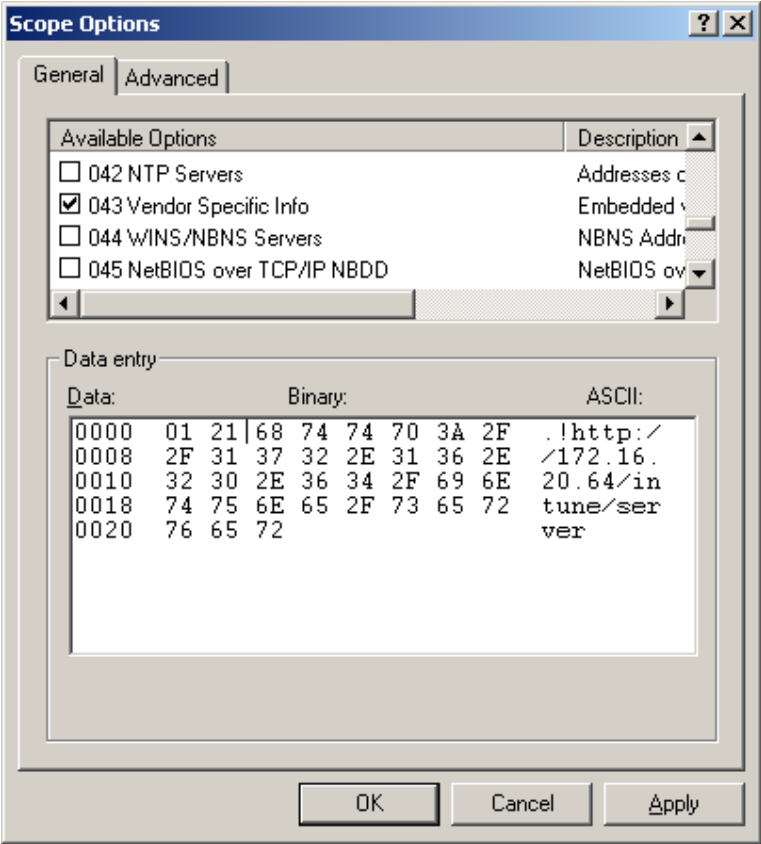 Scope Options
General Advanced
Available Options Description
042 NTP Servers Addresses
043 Vendor Specific Info Embedded
044 WINS/NBNS Servers NBNS Addr
045 NetBIOS over TCP/IP NBDD NetBIOS ov
Data entry
Data: Binary: ASCII:
0000 01 21 68 74 74 70 3A 2F .!http:/
0008 2F 31 37 32 2E 31 36 2E /172.16.
0010 32 30 2E 36 34 2F 69 6E 20.64/in
0018 74 75 6E 65 2F 73 65 72 tune/ser
0020 76 65 72 ver
OK Cancel Apply